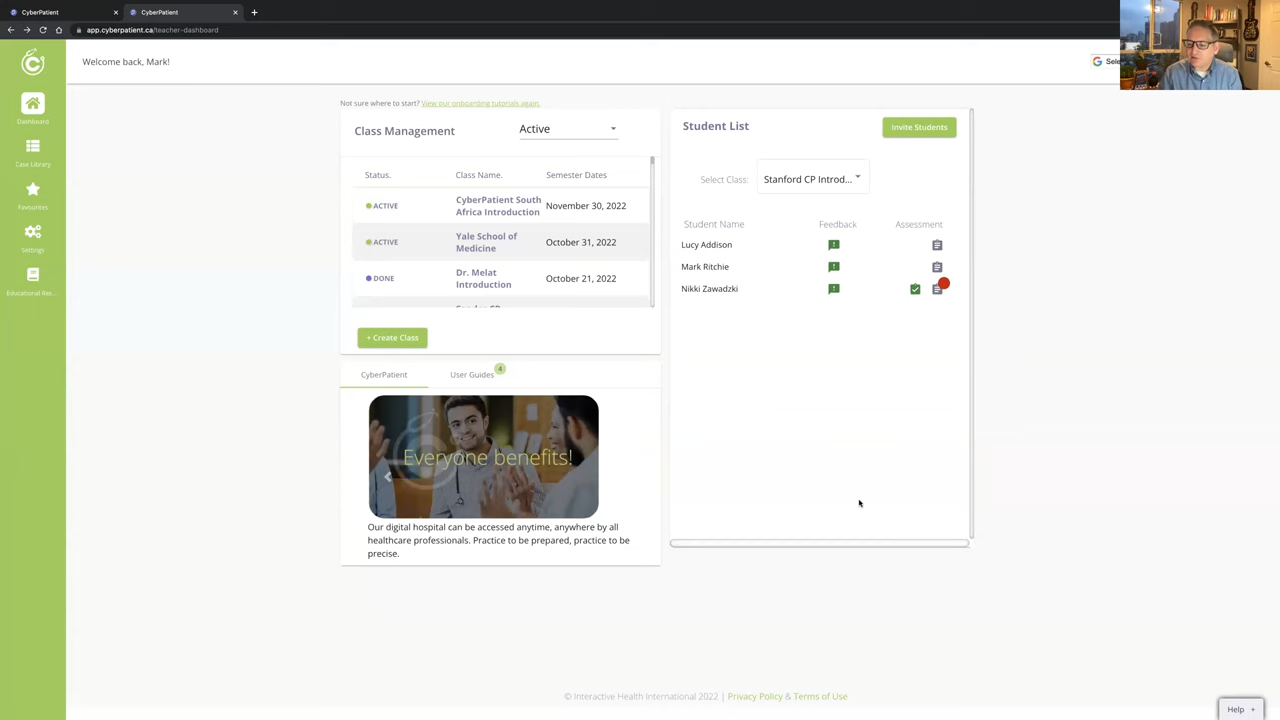 CyberPatient
CyberPatient
app.cyberpatient.ca/teacher-dashboard
Welcome back, Mark!
Dashboard
Case Library
Favourites
Settings
Educational Res...
Not sure where to start? View our onboarding tutorials again.
Class Management
Active
Status. Class Name. Semester Dates
ACTIVE CyberPatient South Africa Introduction November 30, 2022
ACTIVE Yale School of Medicine October 31, 2022
DONE Dr. Melat Introduction October 21, 2022
+ Create Class
CyberPatient
User Guides 4
Everyone benefits!
Our digital hospital can be accessed anytime, anywhere by all
healthcare professionals. Practice to be prepared, practice to be
precise.
Student List
Invite Students
Select Class: Stanford CP Introd...
Student Name Feedback Assessment
Lucy Addison
Mark Ritchie
Nikki Zawadzki
© Interactive Health International 2022 | Privacy Policy & Terms of Use
Help +